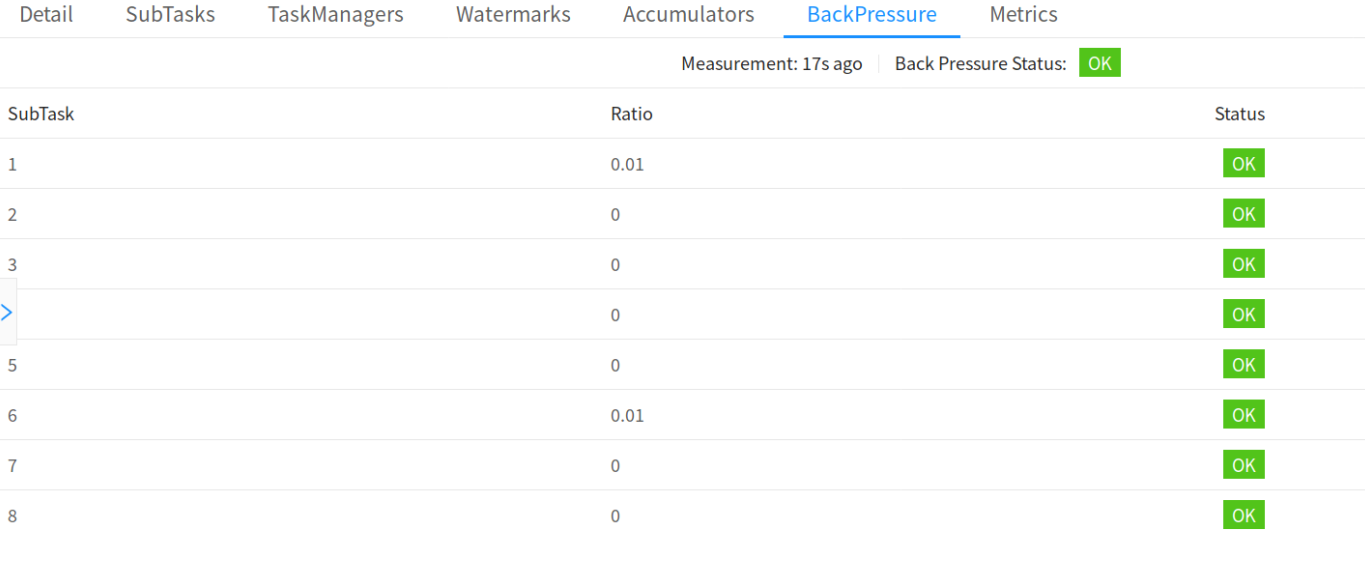 Detail SubTasks TaskManagers Watermarks Accumulators BackPressure Metrics
Measurement: 17s ago Back Pressure Status: OK
SubTask Ratio Status
1 0.01 OK
2 0 OK
3 0 OK
0 OK
5 0 OK
6 0.01 OK
7 0 OK
8 0 OK